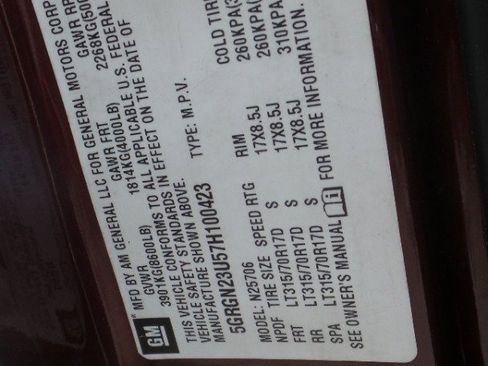 GM
MFD BY AM GENERAL LLC FOR GENERAL MOTORS CORP
GVWR GAWR FRT GAWR RR
3901KG(8600LB) 1814KG(4000LB) 2268KG(500
THIS VEHICLE CONFORMS TO ALL APPLICABLE U.S. FEDERAL
VEHICLE SAFETY STANDARDS IN EFFECT ON THE DATE OF
MANUFACTURE SHOWN ABOVE.
5GRGN23U57H100423 TYPE: M.P.V.
MODEL: N25706
NPDF TIRE SIZE SPEED RTG RIM COLD TIRE
FRT LT315/70R17D S 17X8.5J 260KPA(
RR LT315/70R17D S 17X8.5J 260KPA(
SPA LT315/70R17D S 17X8.5J 310KPA(
SEE OWNER'S MANUAL FOR MORE INFORMATION.